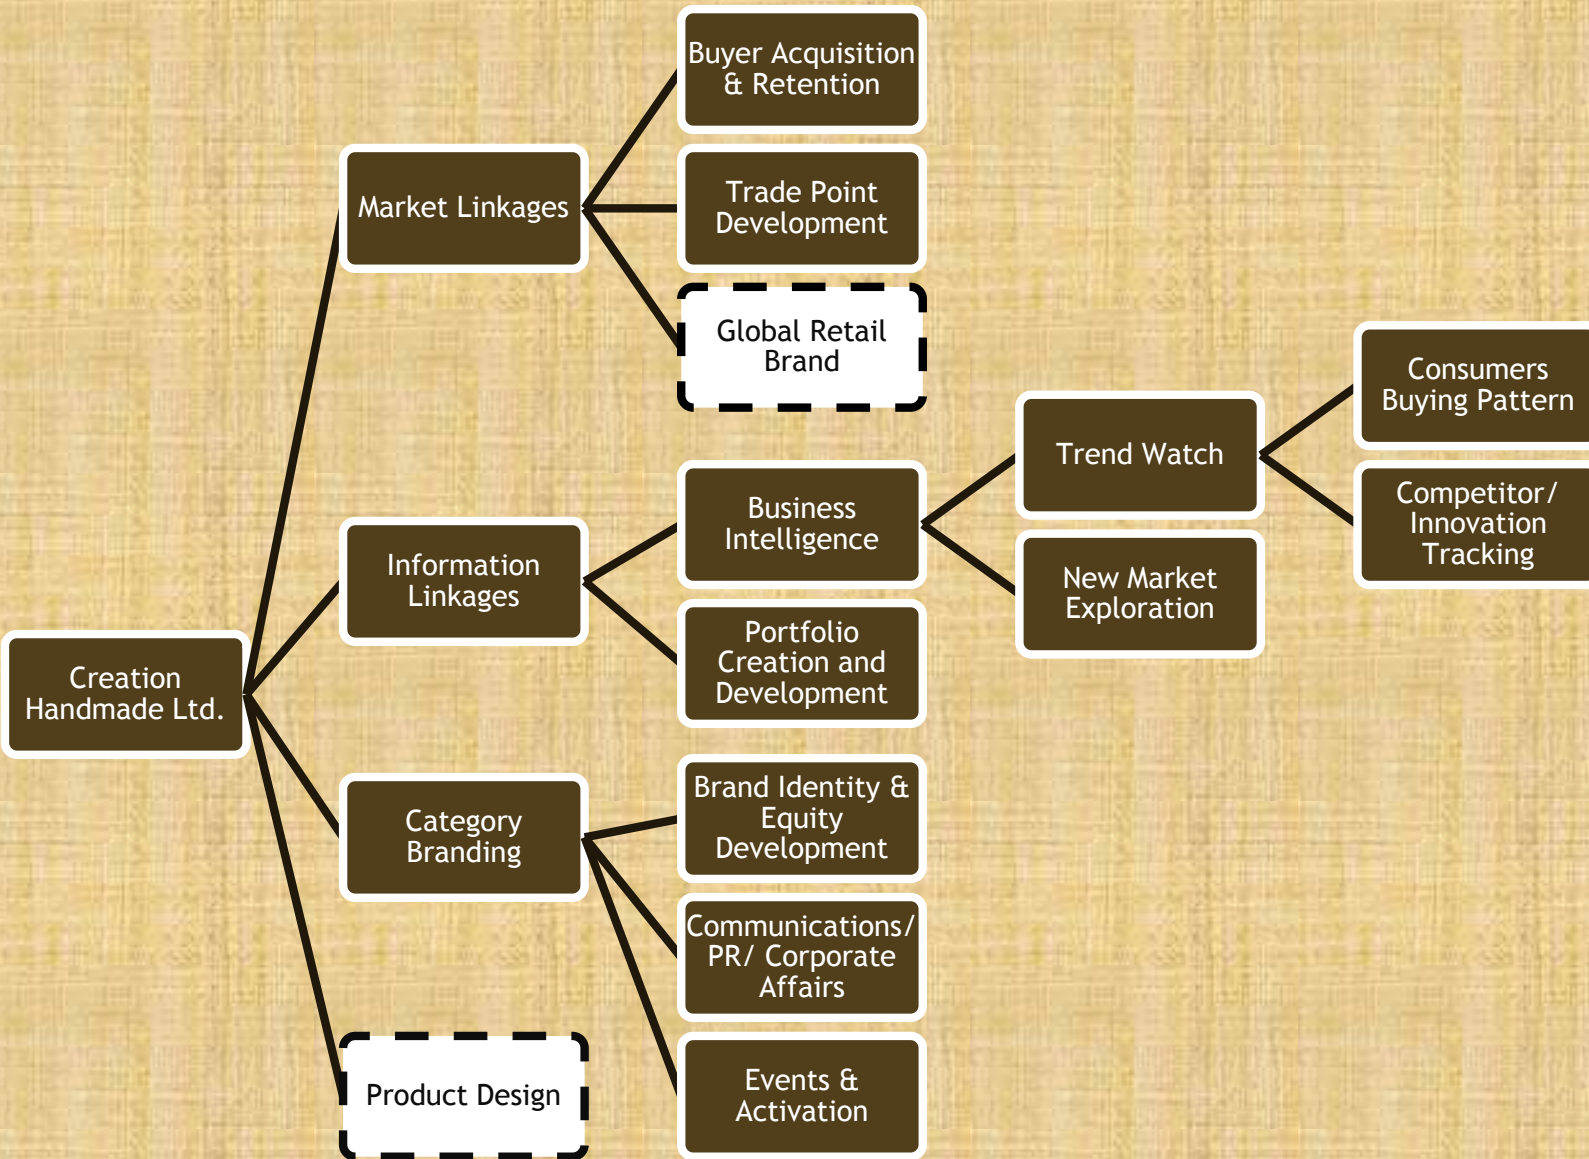 Creation
Handmade Ltd.
Market Linkages
Buyer Acquisition
& Retention
Trade Point
Development
Global Retail
Brand
Information
Linkages
Business
Intelligence
Trend Watch
Consumers
Buying Pattern
Competitor/
Innovation
Tracking
New Market
Exploration
Portfolio
Creation and
Development
Category
Branding
Brand Identity &
Equity
Development
Communications/
PR/ Corporate
Affairs
Events &
Activation
Product Design